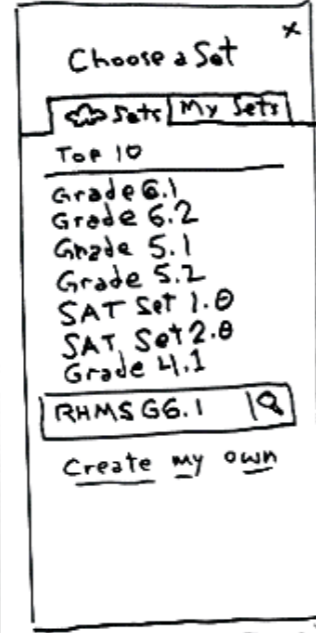 x
Choose a Set
Sets My Sets
Top 10
Grade 6.1
Grade 6.2
Grade 5.1
Grade 5.2
SAT Set 1.0
SAT Set 2.0
Grade 4.1
RHMS G6.1
Create my own